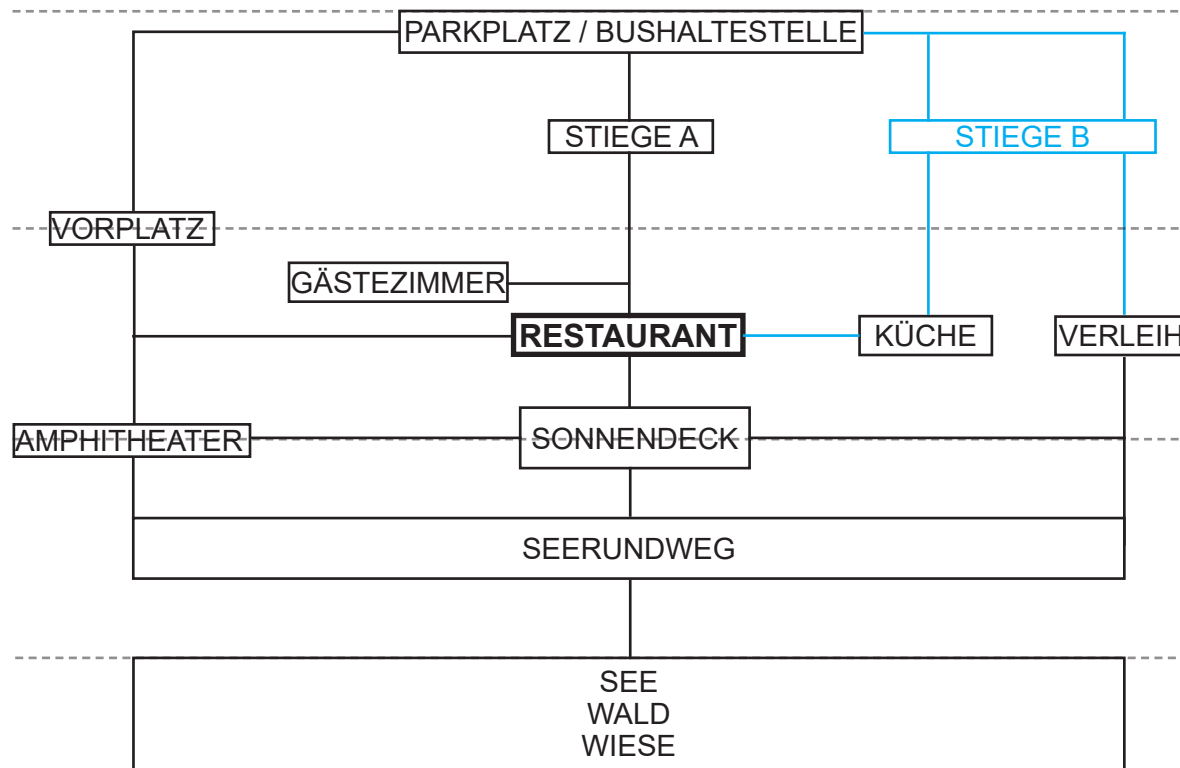 PARKPLATZ / BUSHALTESTELLE
STIEGE A
STIEGE B
VORPLATZ
GÄSTEZIMMER
RESTAURANT
KÜCHE
VERLEIH
AMPHITHEATER
SONNENDECK
SEERUNDWEG
SEE
WALD
WIESE